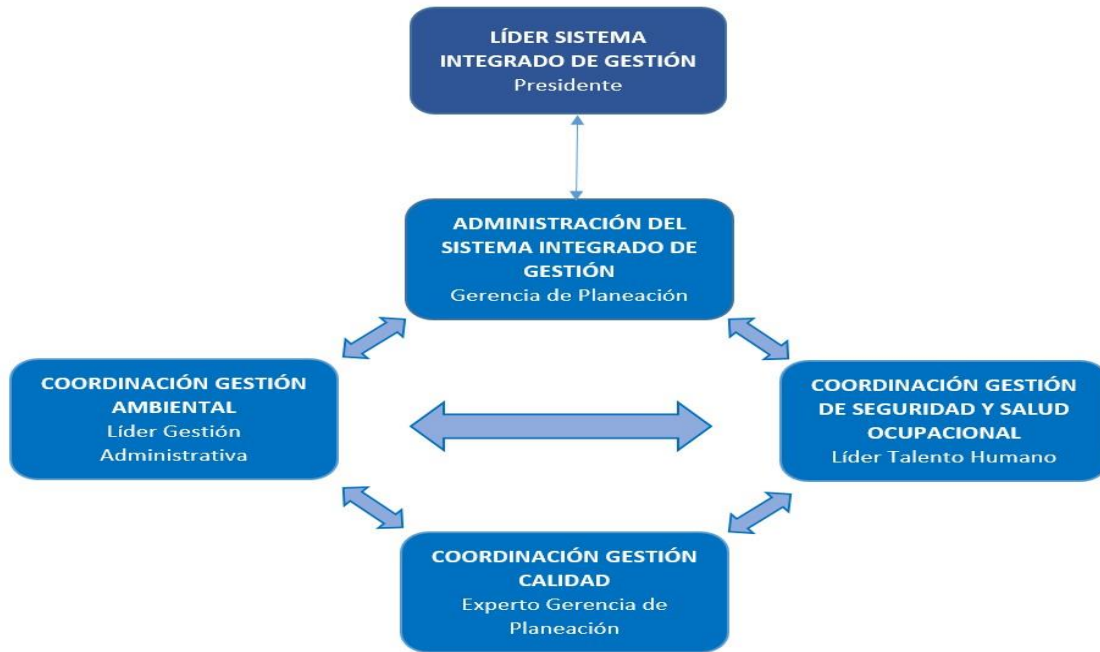 LÍDER SISTEMA
INTEGRADO DE GESTIÓN
Presidente
ADMINISTRACIÓN DEL
SISTEMA INTEGRADO DE
GESTIÓN
Gerencia de Planeación
COORDINACIÓN GESTIÓN
AMBIENTAL
Líder Gestión
Administrativa
COORDINACIÓN GESTIÓN
DE SEGURIDAD Y SALUD
OCUPACIONAL
Líder Talento Humano
COORDINACIÓN GESTIÓN
CALIDAD
Experto Gerencia de
Planeación